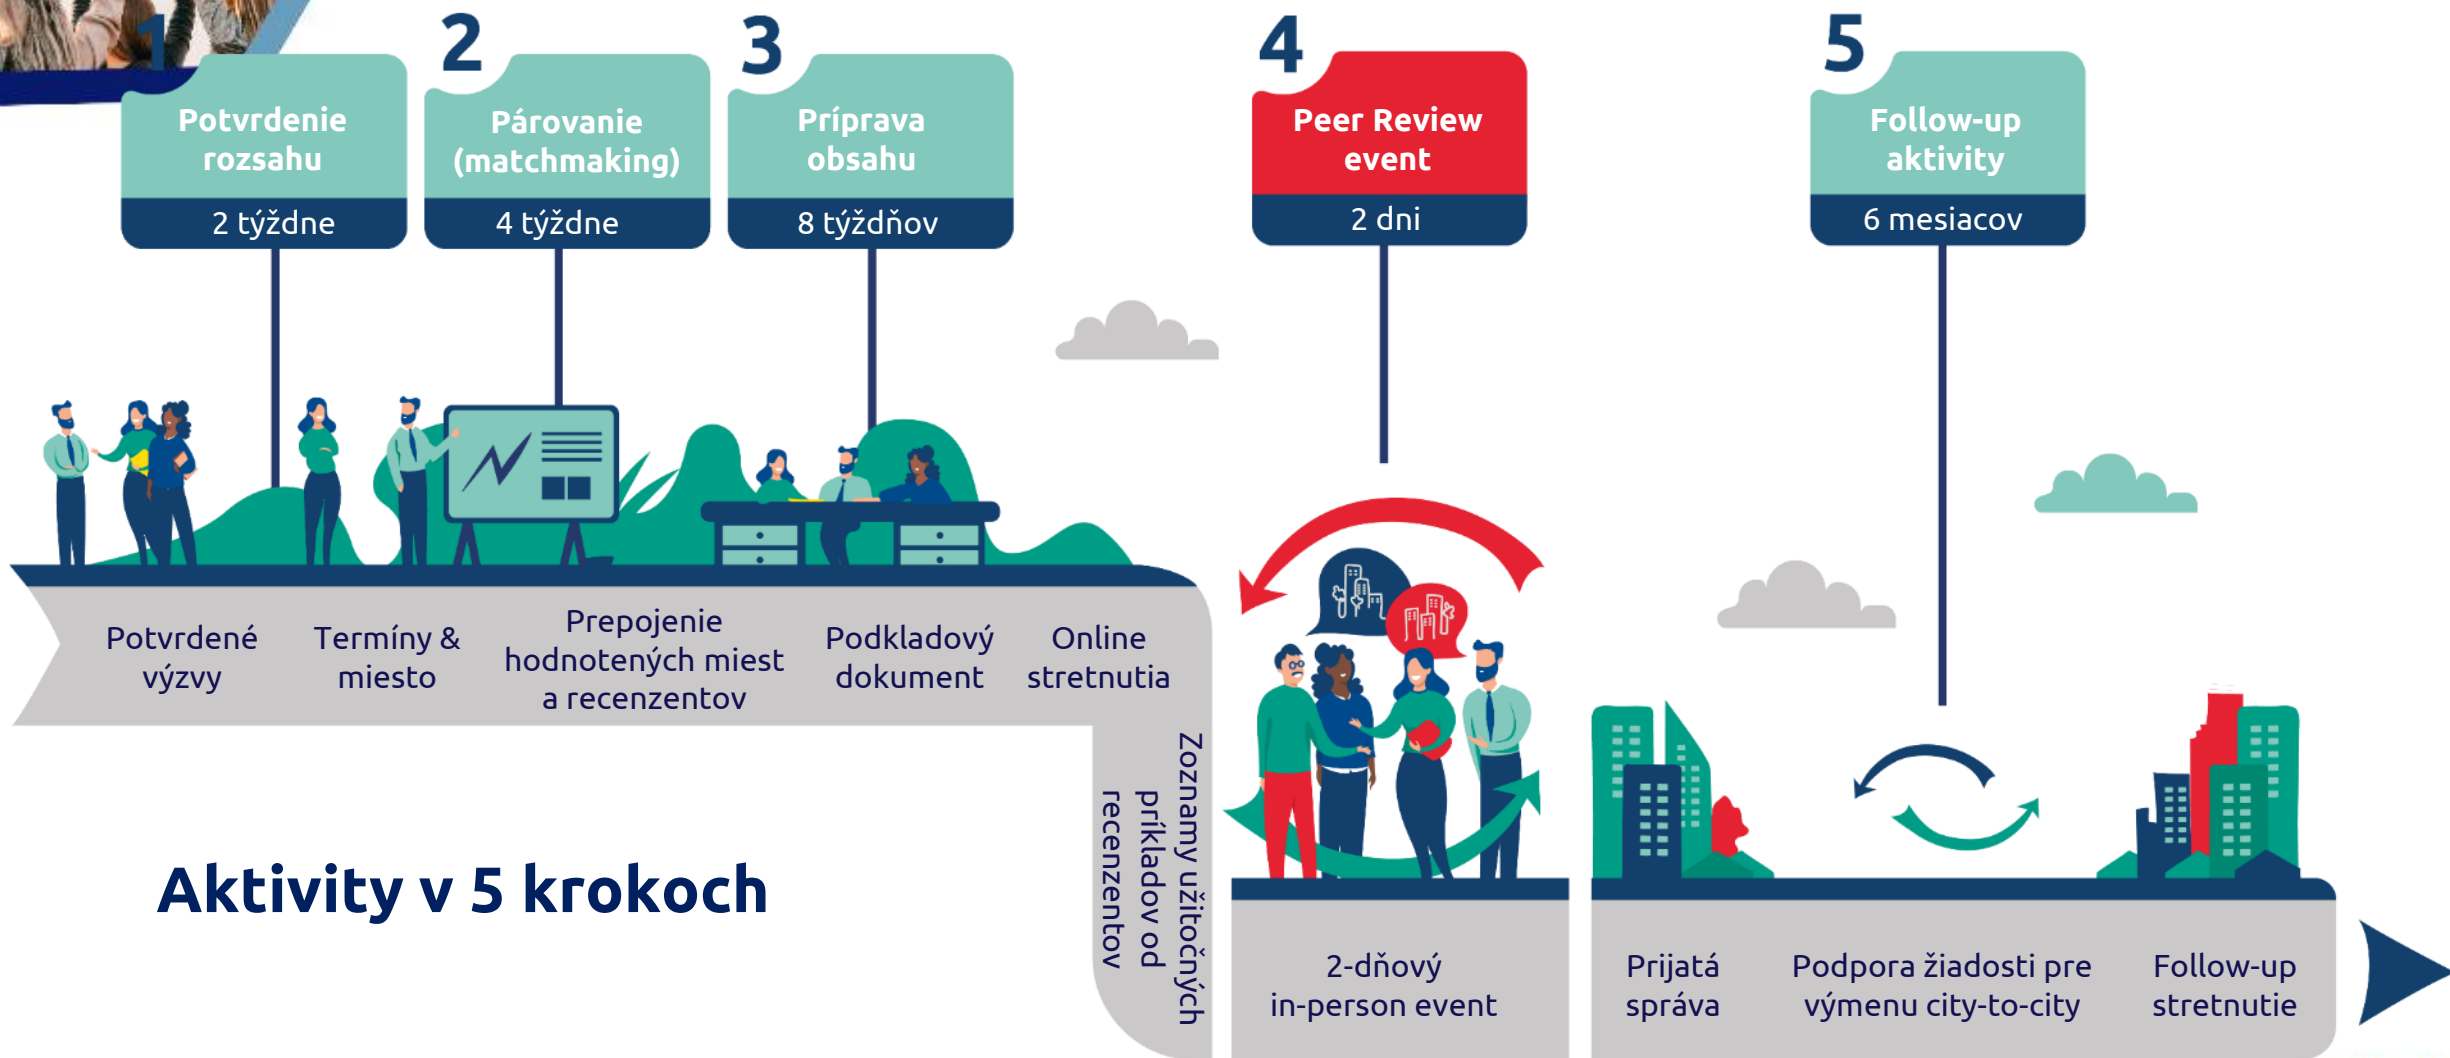 1
Potvrdenie
rozsahu
2 týždne
2
Párovanie
(matchmaking)
4 týždne
3
Príprava
obsahu
8 týždňov
4
Peer Review
event
2 dni
5
Follow-up
aktivity
6 mesiacov
Potvrdené
výzvy
Termíny &
miesto
Prepojenie
hodnotených miest
a recenzentov
Podkladový
dokument
Online
stretnutia
Zoznamy užitočných
príkladov od
recenzentov
2-dňový
in-person event
Prijatá
správa
Podpora žiadosti pre
výmenu city-to-city
Follow-up
stretnutie
Aktivity v 5 krokoch